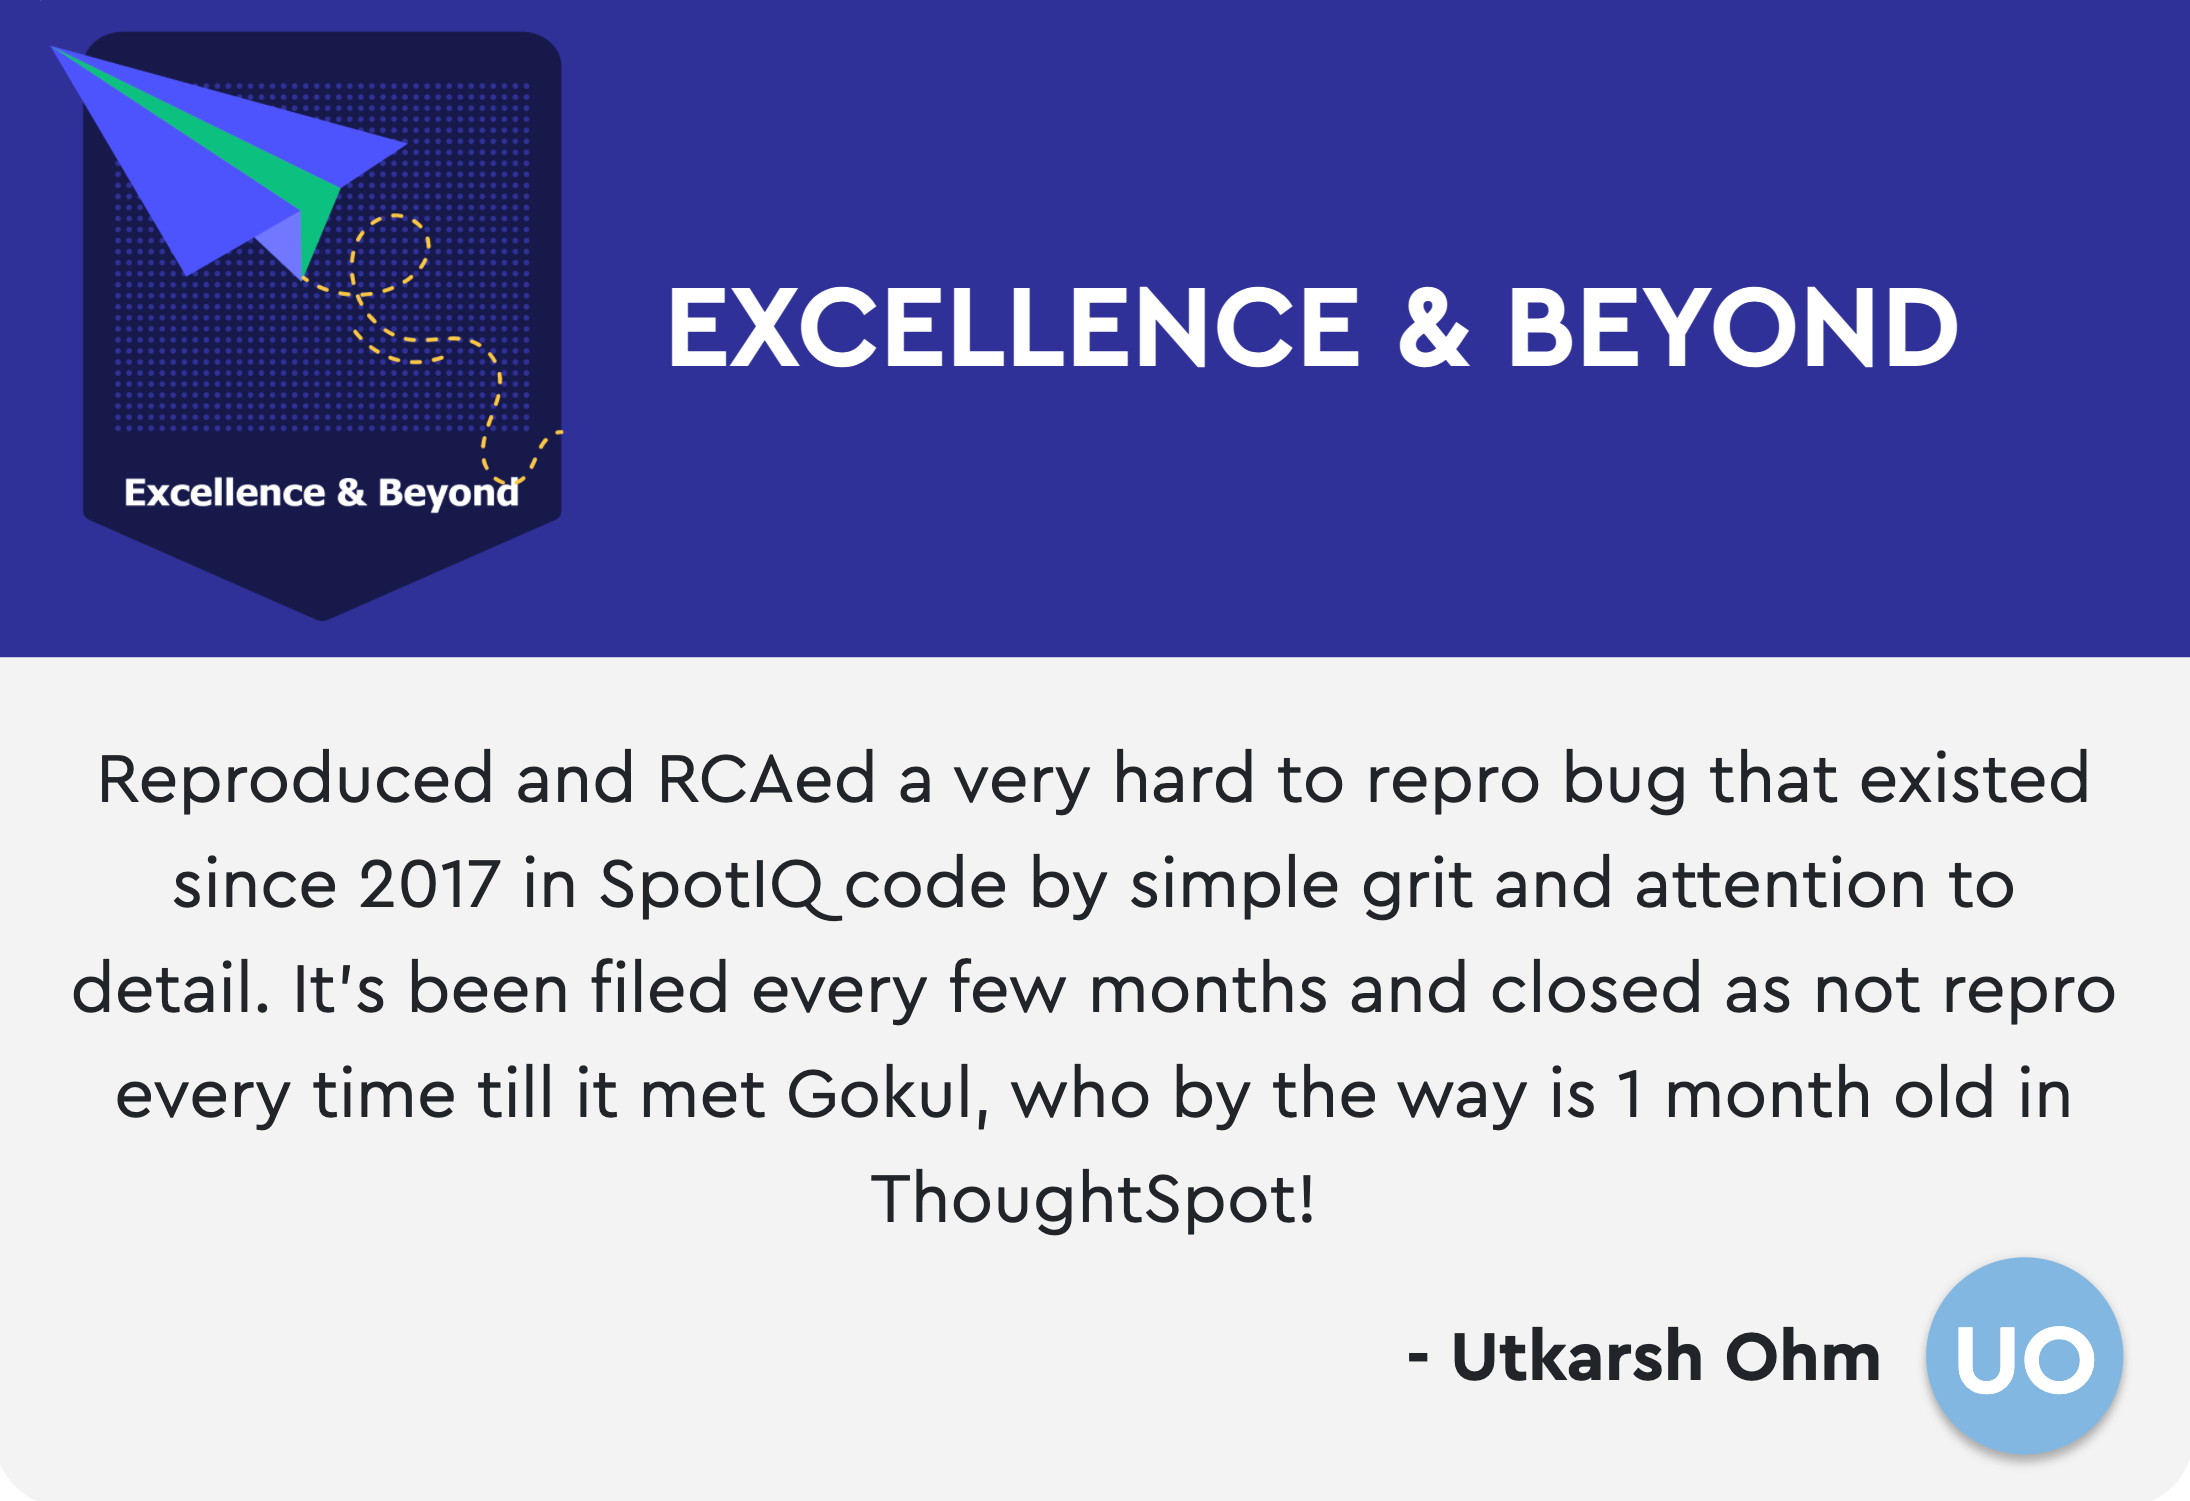 Excellence & Beyond
EXCELLENCE & BEYOND
Reproduced and RCAed a very hard to repro bug that existed
since 2017 in SpotIQ code by simple grit and attention to
detail. It's been filed every few months and closed as not repro
every time till it met Gokul, who by the way is 1 month old in
ThoughtSpot!
- Utkarsh Ohm
UO